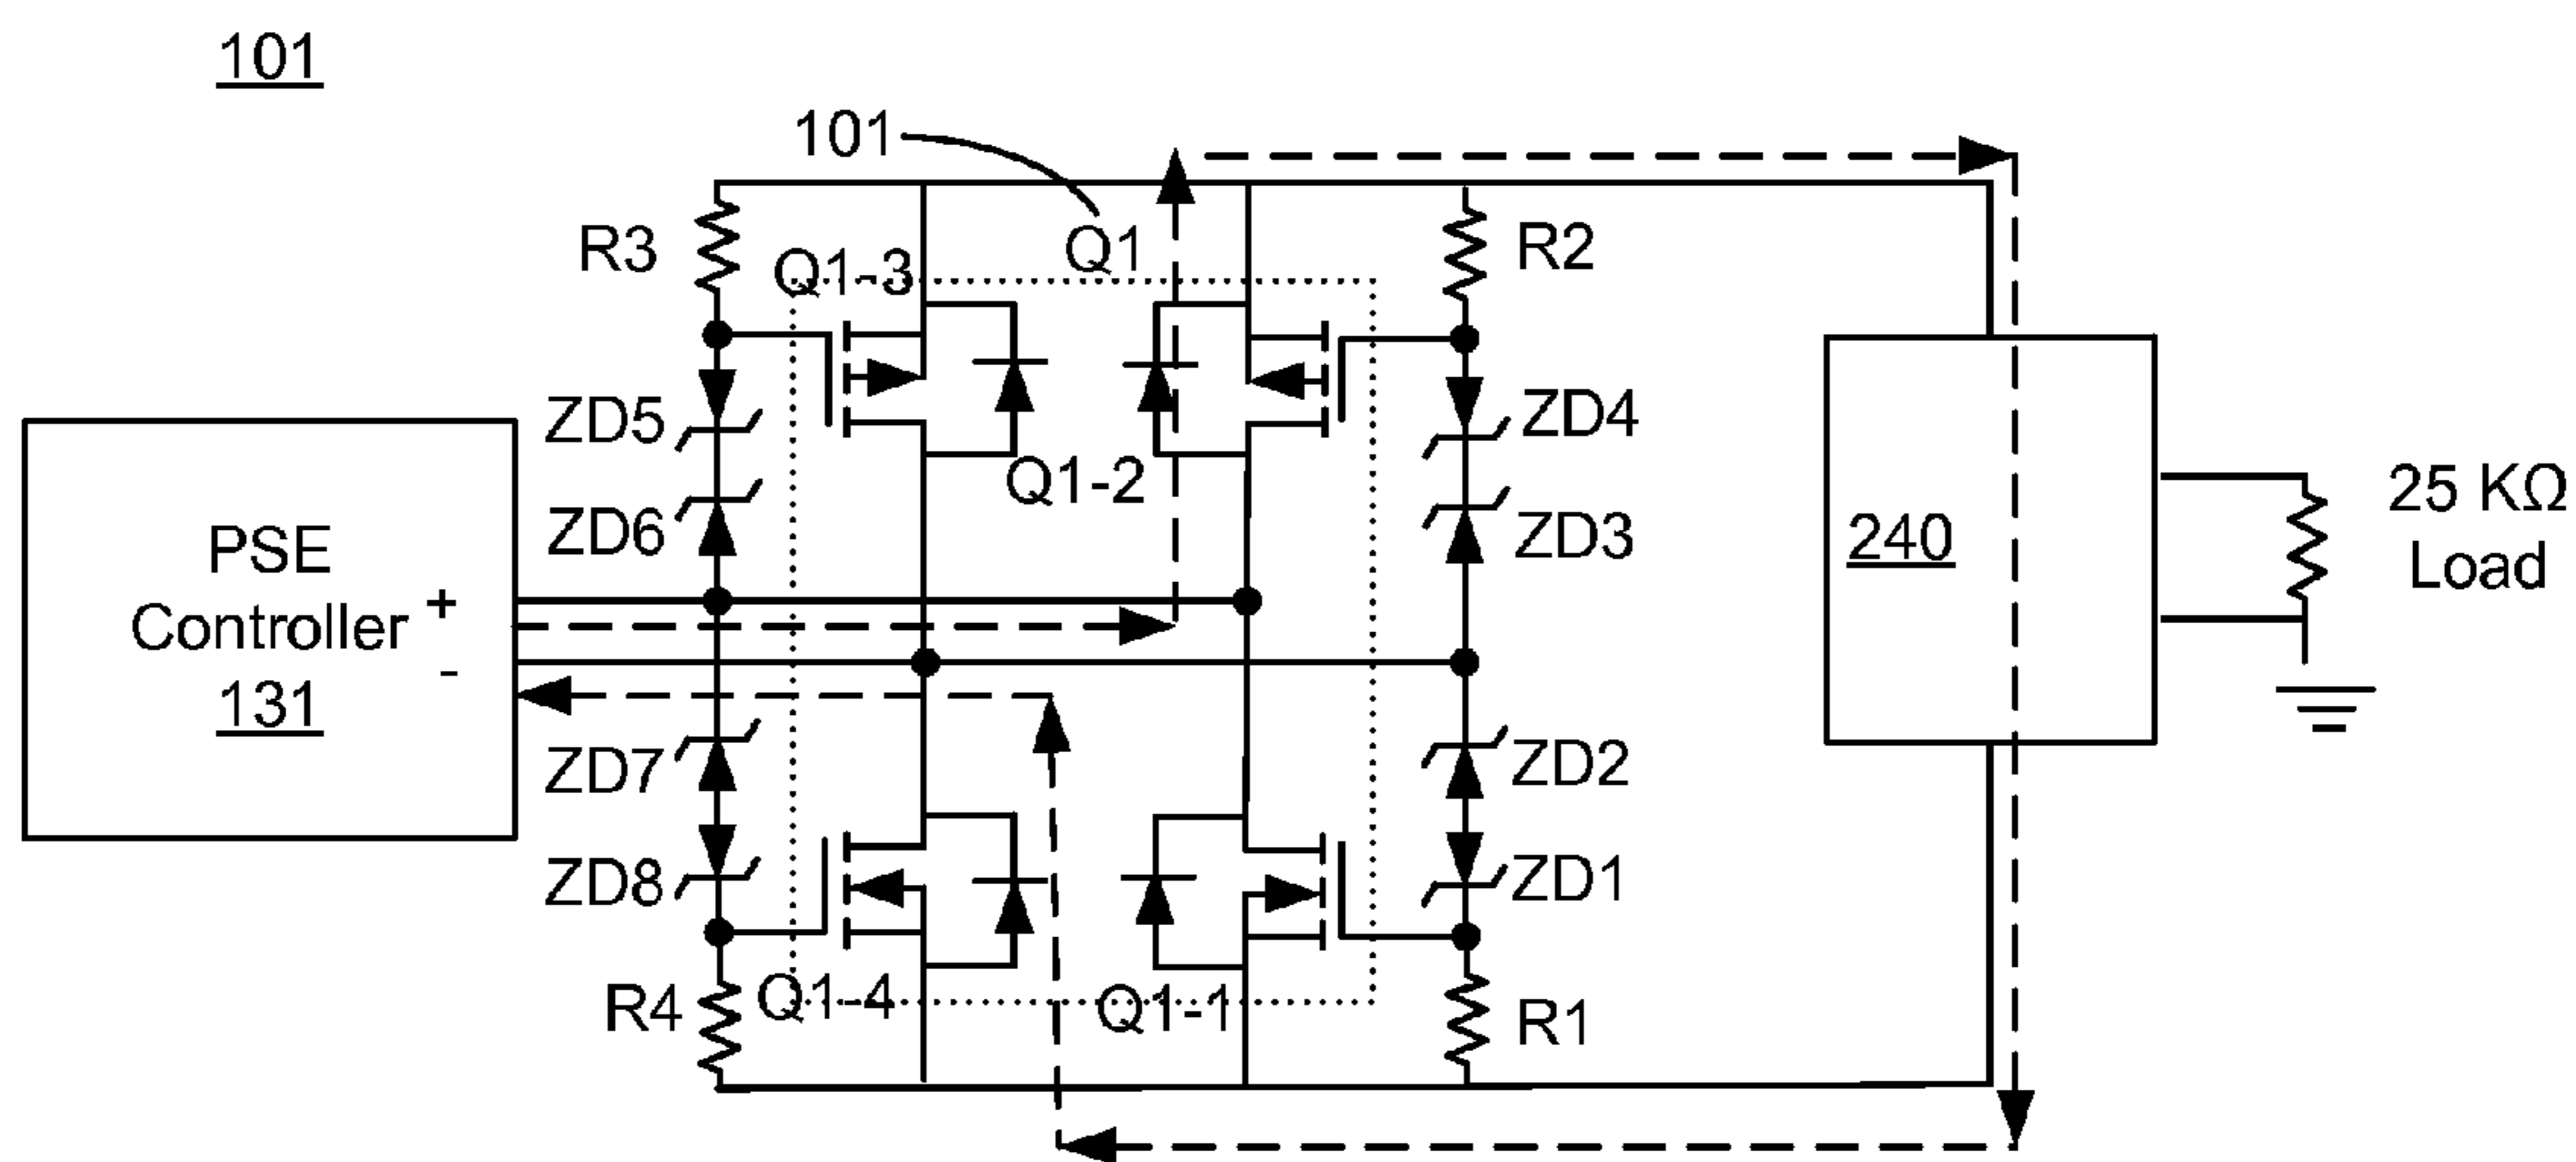 101
101
Q1
R3
R2
Q1-3
ZD5
ZD4
Q1-2
25 KΩ
Load
ZD6
ZD3
240
PSE
Controller
131
+
-
ZD7
ZD2
ZD8
ZD1
Q1-4
Q1-1
R4
R1